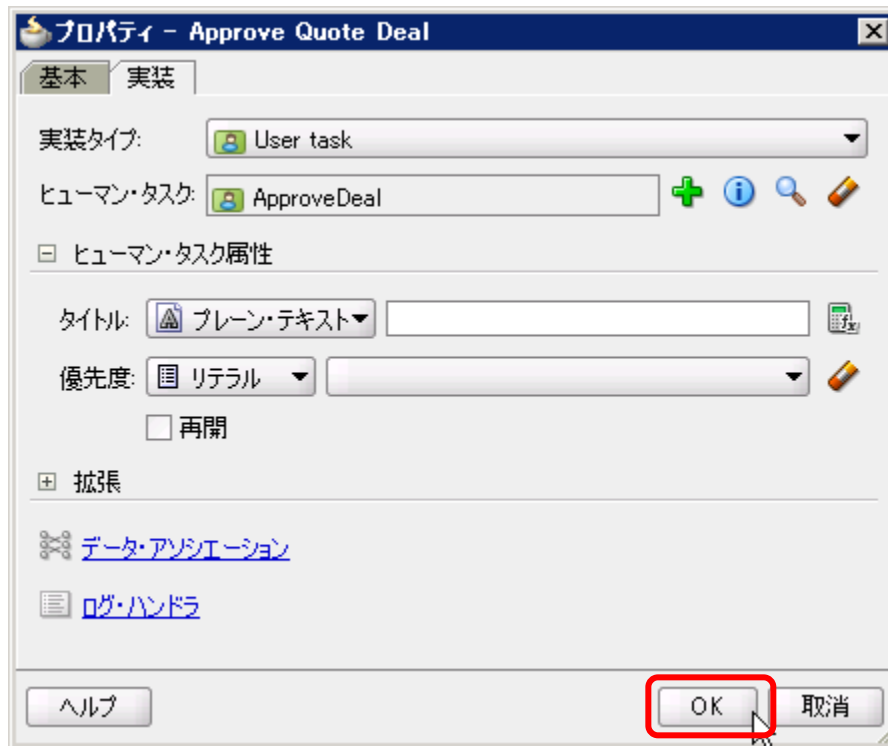 プロパティ - Approve Quote Deal
基本 実装
実装タイプ: User task
ヒューマン・タスク: ApproveDeal
ヒューマン・タスク属性
タイトル: プレーン・テキスト
優先度: リテラル
再開
拡張
データ・アソシエーション
ログ・ハンドラ
ヘルプ OK 取消